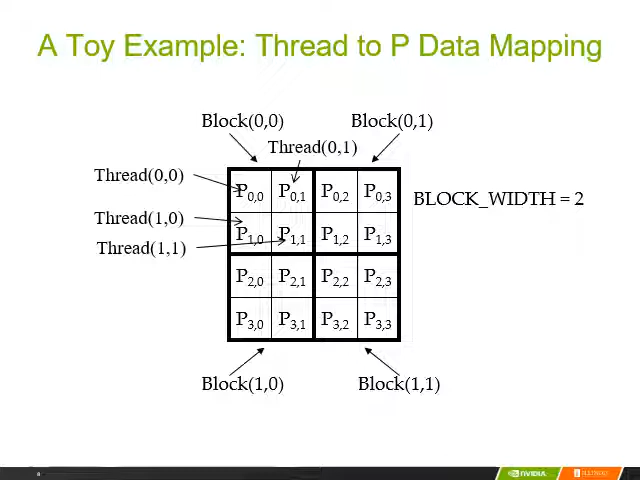 A Toy Example: Thread to P Data Mapping
Block(0,0) Block(0,1)
Thread(0,1)
Thread(0,0)
P0,0 P0,1 P0,2 P0,3
BLOCK_WIDTH = 2
Thread(1,0)
P1,0 P1,1 P1,2 P1,3
Thread(1,1)
P2,0 P2,1 P2,2 P2,3
P3,0 P3,1 P3,2 P3,3
Block(1,0) Block(1,1)
8
NVIDIA
ILLINOIS